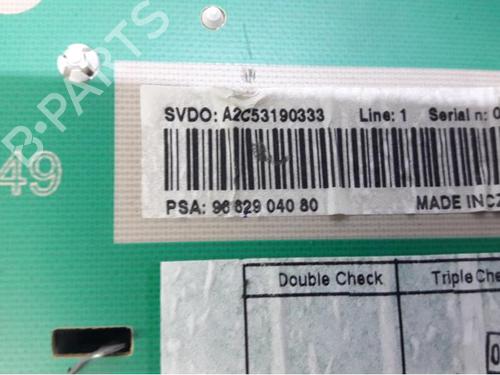 B-PARTS
SVDO: A2C53190333 Line: 1 Serial n: 0
49
PSA: 96 629 040 80 MADE IN CZ
Double Check Triple Che
0